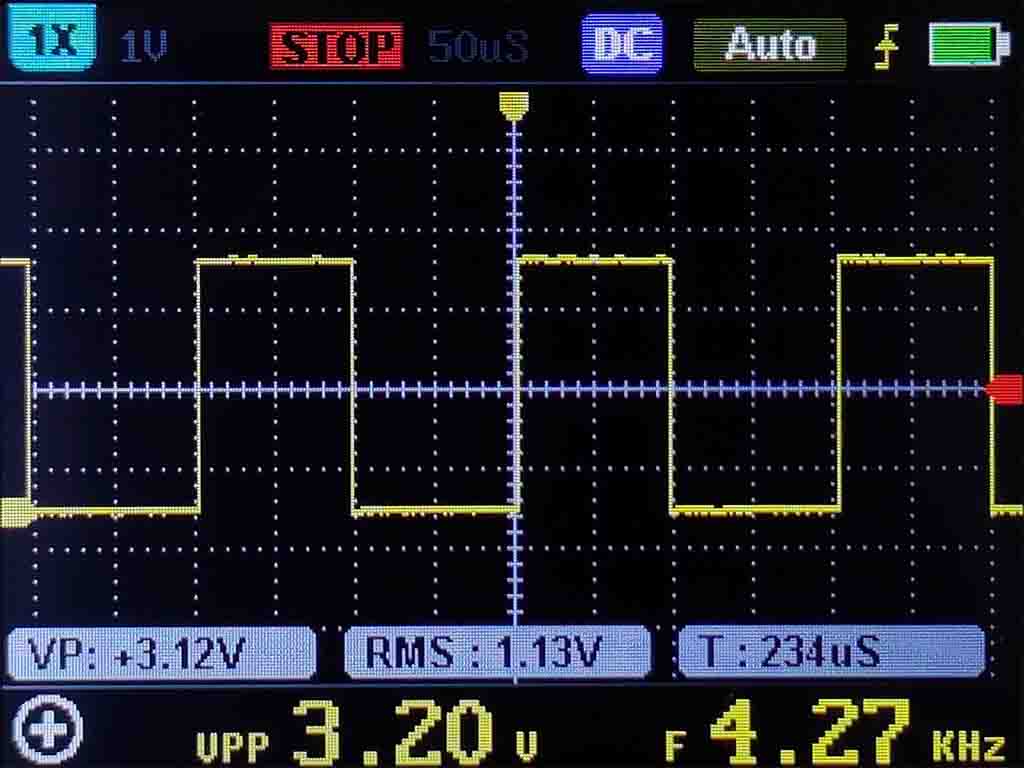 1X 1V STOP 50uS DC Auto
VP: +3.12V RMS : 1.13V T : 234uS
VPP 3.20 V F 4.27 KHz